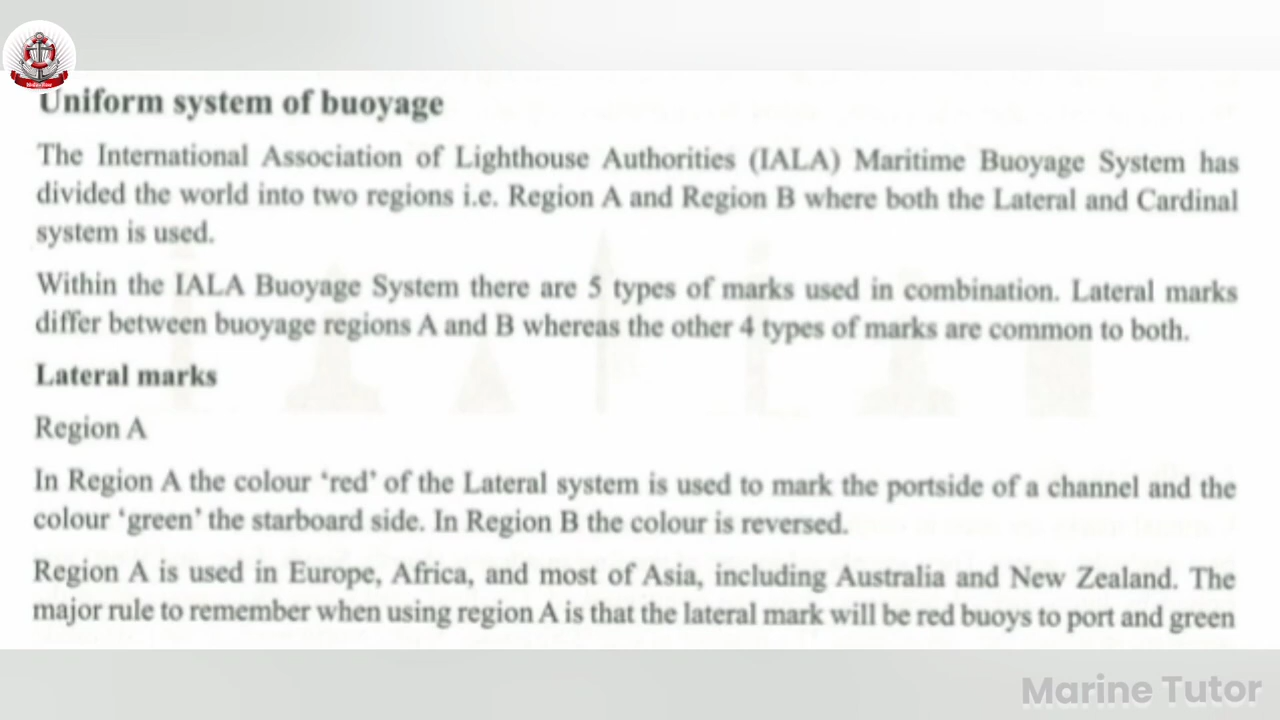 Uniform system of buoyage
The International Association of Lighthouse Authorities (IALA) Maritime Buoyage System has
divided the world into two regions i.e. Region A and Region B where both the Lateral and Cardinal
system is used.
Within the IALA Buoyage System there are 5 types of marks used in combination. Lateral marks
differ between buoyage regions A and B whereas the other 4 types of marks are common to both.
Lateral marks
Region A
In Region A the colour ‘red’ of the Lateral system is used to mark the portside of a channel and the
colour ‘green’ the starboard side. In Region B the colour is reversed.
Region A is used in Europe, Africa, and most of Asia, including Australia and New Zealand. The
major rule to remember when using region A is that the lateral mark will be red buoys to port and green
Marine Tutor